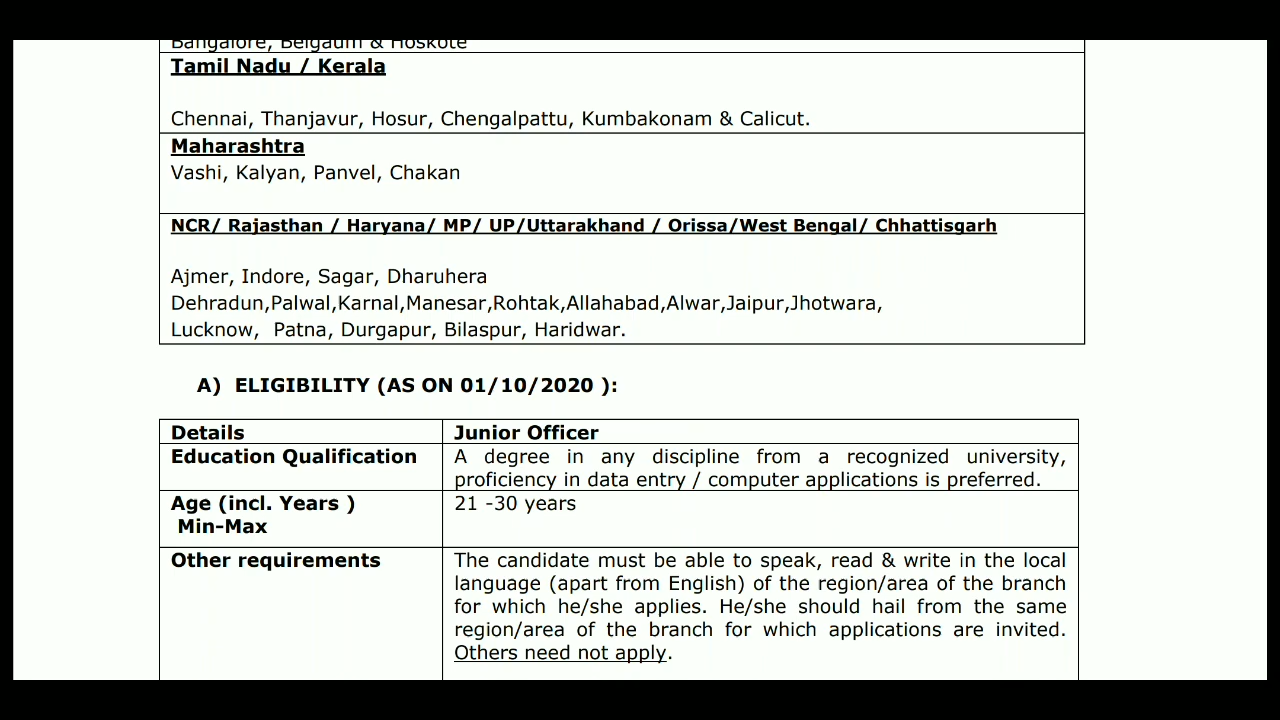 Bangalore, Belgaum & Hoskote
Tamil Nadu / Kerala
Chennai, Thanjavur, Hosur, Chengalpattu, Kumbakonam & Calicut.
Maharashtra
Vashi, Kalyan, Panvel, Chakan
NCR/ Rajasthan / Haryana/ MP/ UP/Uttarakhand / Orissa/West Bengal/ Chhattisgarh
Ajmer, Indore, Sagar, Dharuhera
Dehradun,Palwal,Karnal,Manesar,Rohtak,Allahabad,Alwar,Jaipur,Jhotwara,
Lucknow,  Patna, Durgapur, Bilaspur, Haridwar.
A) ELIGIBILITY (AS ON 01/10/2020 ):
Details Junior Officer
Education Qualification A degree in any discipline from a recognized university,
proficiency in data entry / computer applications is preferred.
Age (incl. Years ) 21 -30 years
Min-Max
Other requirements The candidate must be able to speak, read & write in the local
language (apart from English) of the region/area of the branch
for which he/she applies. He/she should hail from the same
region/area of the branch for which applications are invited.
Others need not apply.